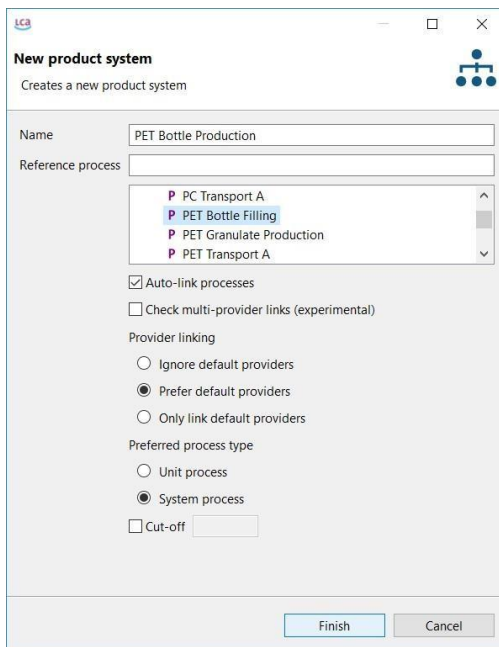 LCA
New product system
Creates a new product system
Name PET Bottle Production
Reference process
P PC Transport A
P PET Bottle Filling
P PET Granulate Production
P PET Transport A
Auto-link processes
Check multi-provider links (experimental)
Provider linking
Ignore default providers
Prefer default providers
Only link default providers
Preferred process type
Unit process
System process
Cut-off
Finish Cancel